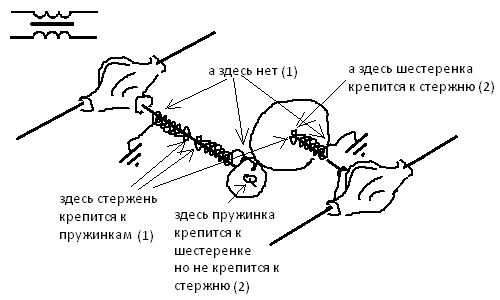 а здесь нет (1)
а здесь шестеренка
крепится к стержню (2)
здесь стержень
крепится к
пружинкам (1)
здесь пружинка
крепится к
шестеренке
но не крепится к
стержню (2)